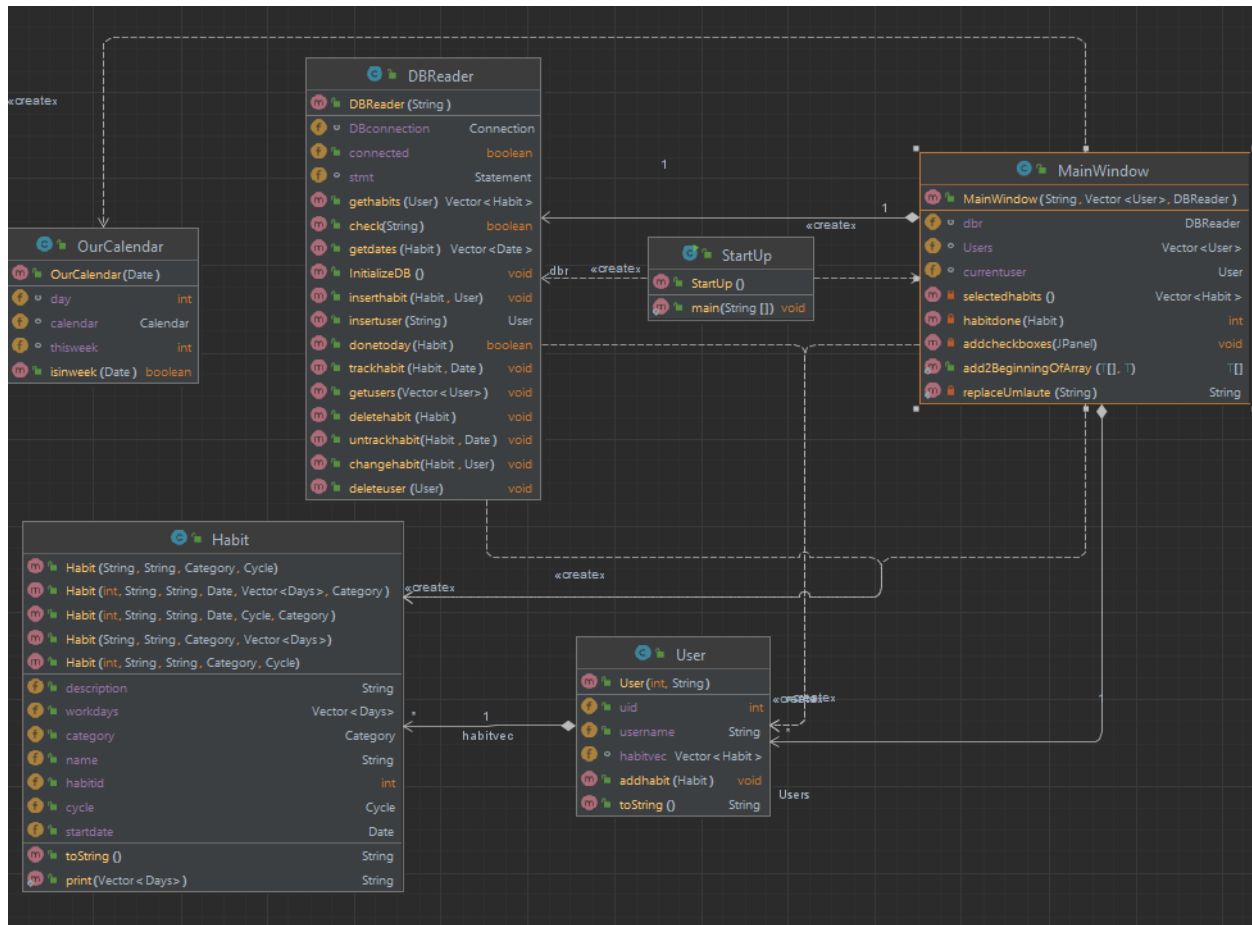 «create»
DBReader
DBReader(String)
DBconnection Connection
connected boolean
stmt Statement
gethabits(User) Vector<Habit>
check(String) boolean
getdates(Habit) Vector<Date>
InitializeDB() void
inserthabit(Habit, User) void
insertuser(String) User
donetoday(Habit) boolean
trackhabit(Habit, Date) void
getusers(Vector<User>) void
deletehabit(Habit) void
untrackhabit(Habit, Date) void
changehabit(Habit, User) void
deleteuser(User) void
1
1
«create»
MainWindow
MainWindow(String, Vector<User>, DBReader)
dbr DBReader
Users Vector<User>
currentuser User
selectedhabits() Vector<Habit>
habitdone(Habit) int
addcheckboxes(JPanel) void
add2BeginningOfArray(T[], T) T[]
replaceUmlaute(String) String
OurCalendar
OurCalendar(Date)
day int
calendar Calendar
thisweek int
isinweek(Date) boolean
dbr «create»
StartUp
StartUp()
main(String[]) void
Habit
Habit(String, String, Category, Cycle)
Habit(int, String, String, Date, Vector<Days>, Category)
Habit(int, String, String, Date, Cycle, Category)
Habit(String, String, Category, Vector<Days>)
Habit(int, String, String, Category, Cycle)
description String
workdays Vector<Days>
category Category
name String
habitid int
cycle Cycle
startdate Date
toString() String
print(Vector<Days>) String
«create»
«create»
* 1
habitvec
User
User(int, String)
uid int
username String
habitvec Vector<Habit>
addhabit(Habit) void
toString() String
«create»
1
*
Users